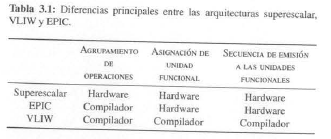 Tabla 3.1: Diferencias principales entre las arquitecturas superescalar,
VLIW y EPIC.
AGRUPAMIENTO DE OPERACIONES ASIGNACIÓN DE UNIDAD FUNCIONAL SECUENCIA DE EMISIÓN A LAS UNIDADES FUNCIONALES
Superescalar Hardware Hardware Hardware
EPIC Compilador Hardware Hardware
VLIW Compilador Compilador Compilador